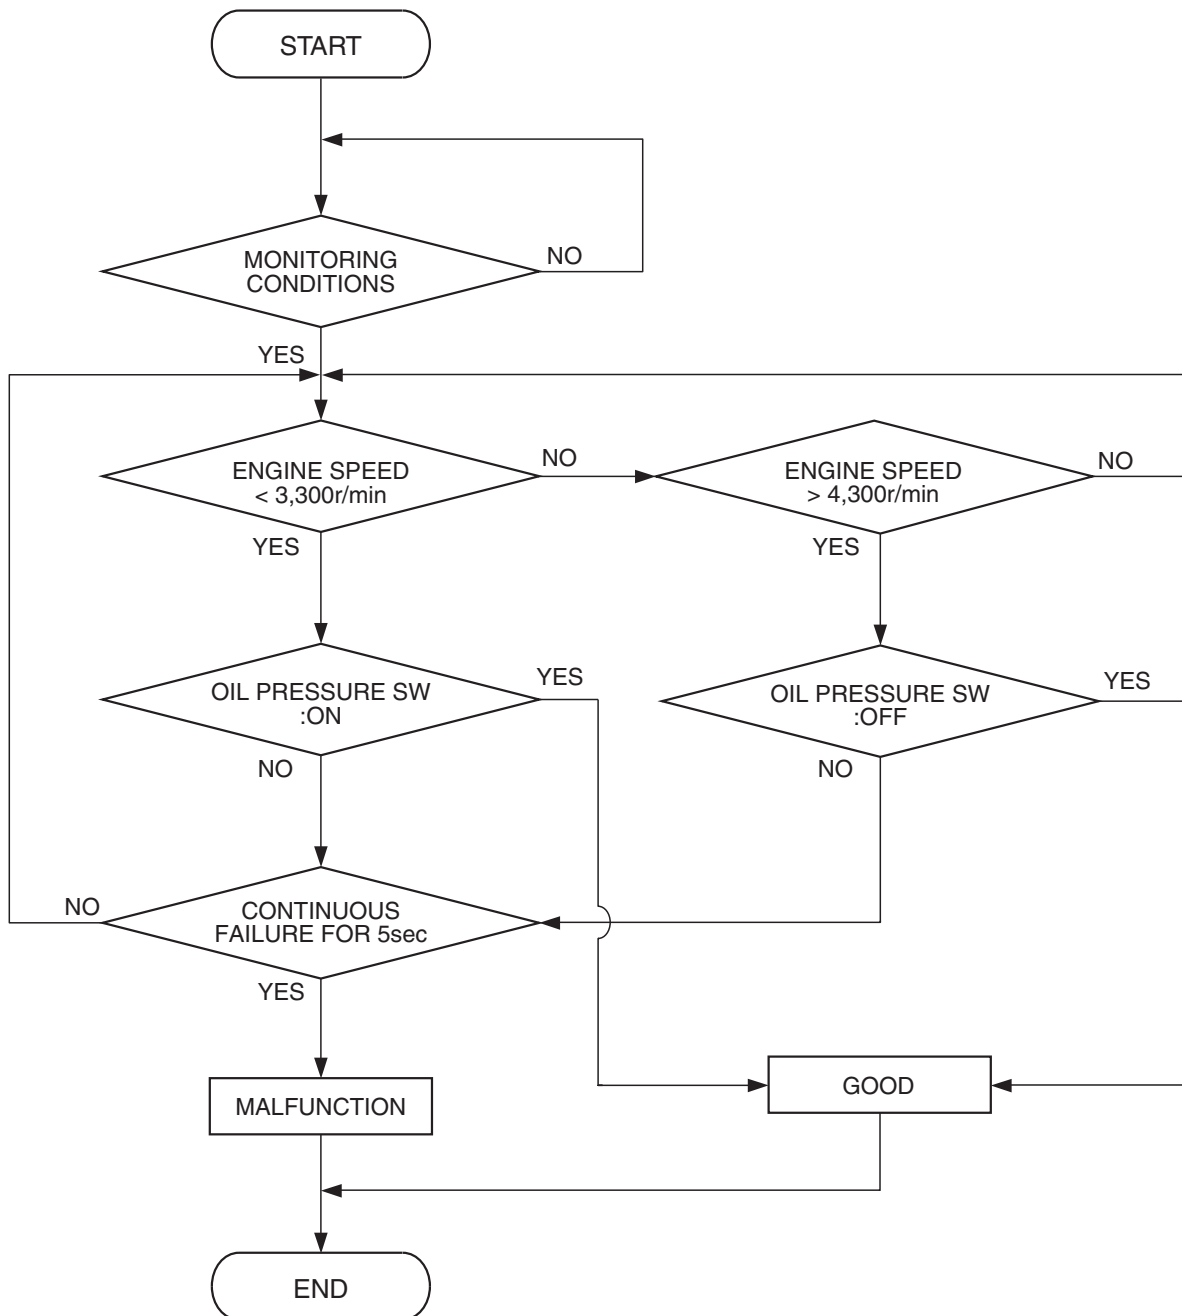 START
MONITORING
CONDITIONS
NO
YES
ENGINE SPEED
< 3,300r/min
NO
ENGINE SPEED
> 4,300r/min
NO
YES
YES
OIL PRESSURE SW
:ON
YES
OIL PRESSURE SW
:OFF
YES
NO
NO
NO
CONTINUOUS
FAILURE FOR 5sec
YES
MALFUNCTION
GOOD
END